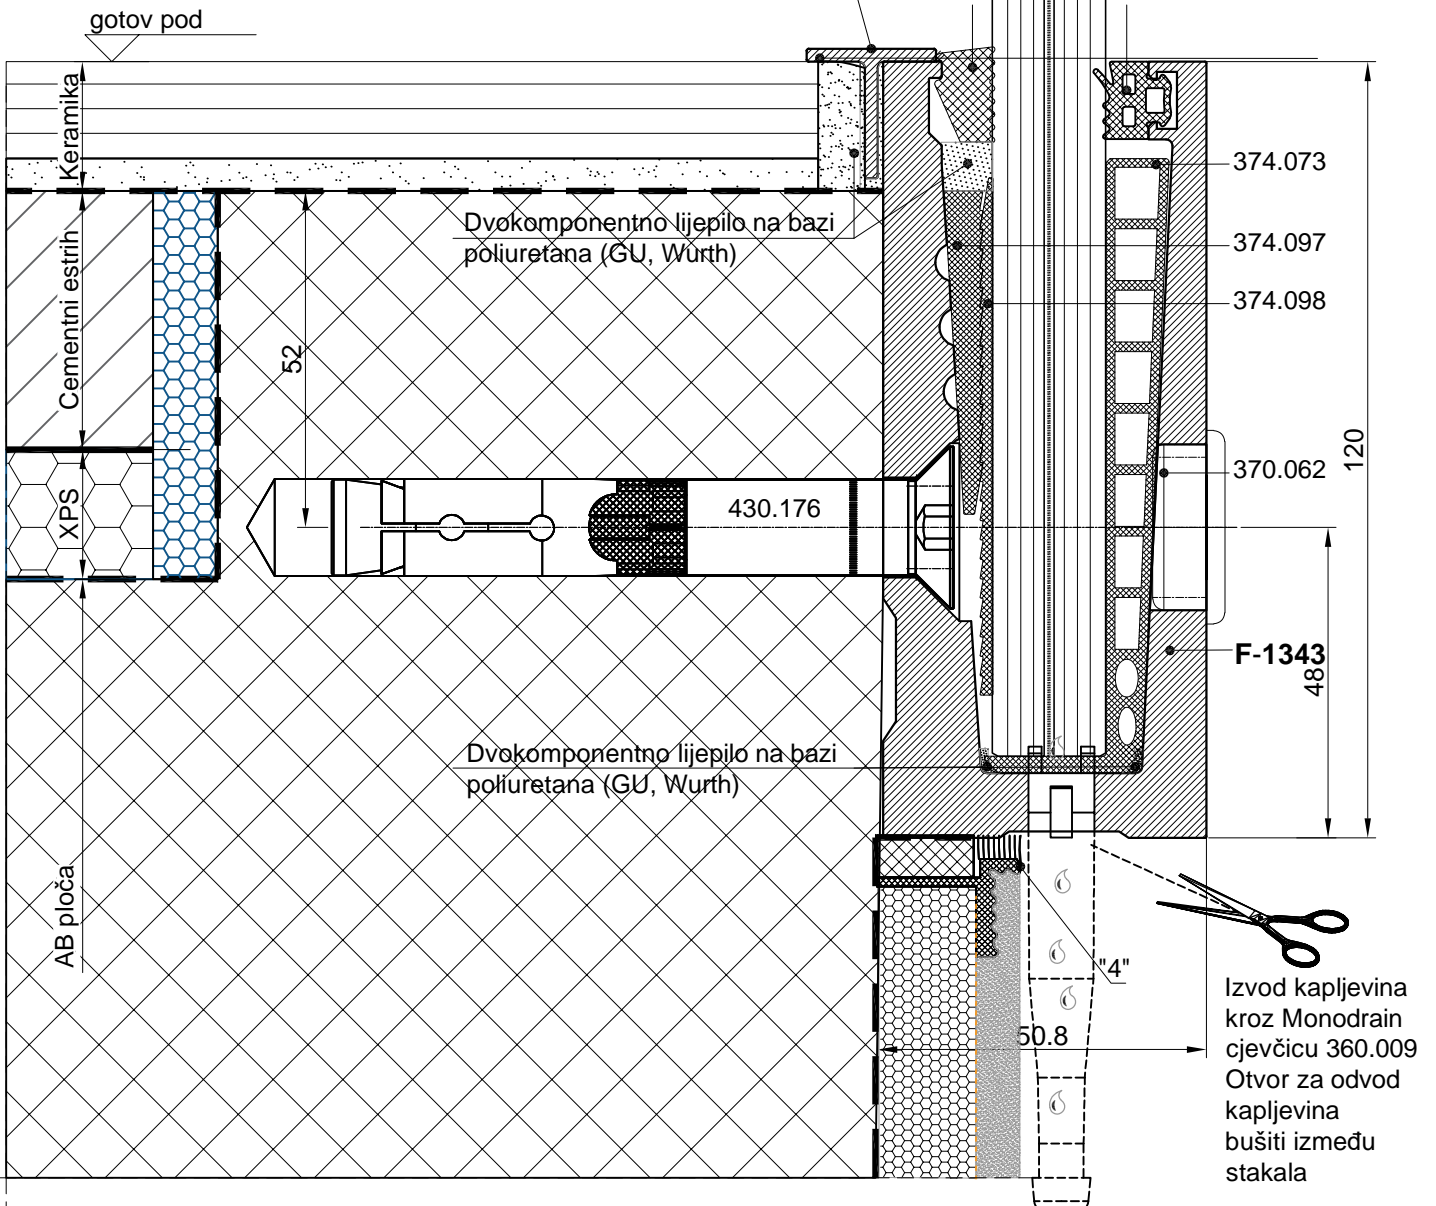 gotov pod
Keramika
Cementni estrih
XPS
AB ploča
52
Dvokomponentno lijepilo na bazi
poliuretana (GU, Wurth)
430.176
Dvokomponentno lijepilo na bazi
poliuretana (GU, Wurth)
374.073
374.097
374.098
370.062
F-1343
120
48
"4"
50.8
Izvod kapljevina
kroz Monodrain
cjevčicu 360.009
Otvor za odvod
kapljevina
bušiti između
stakala